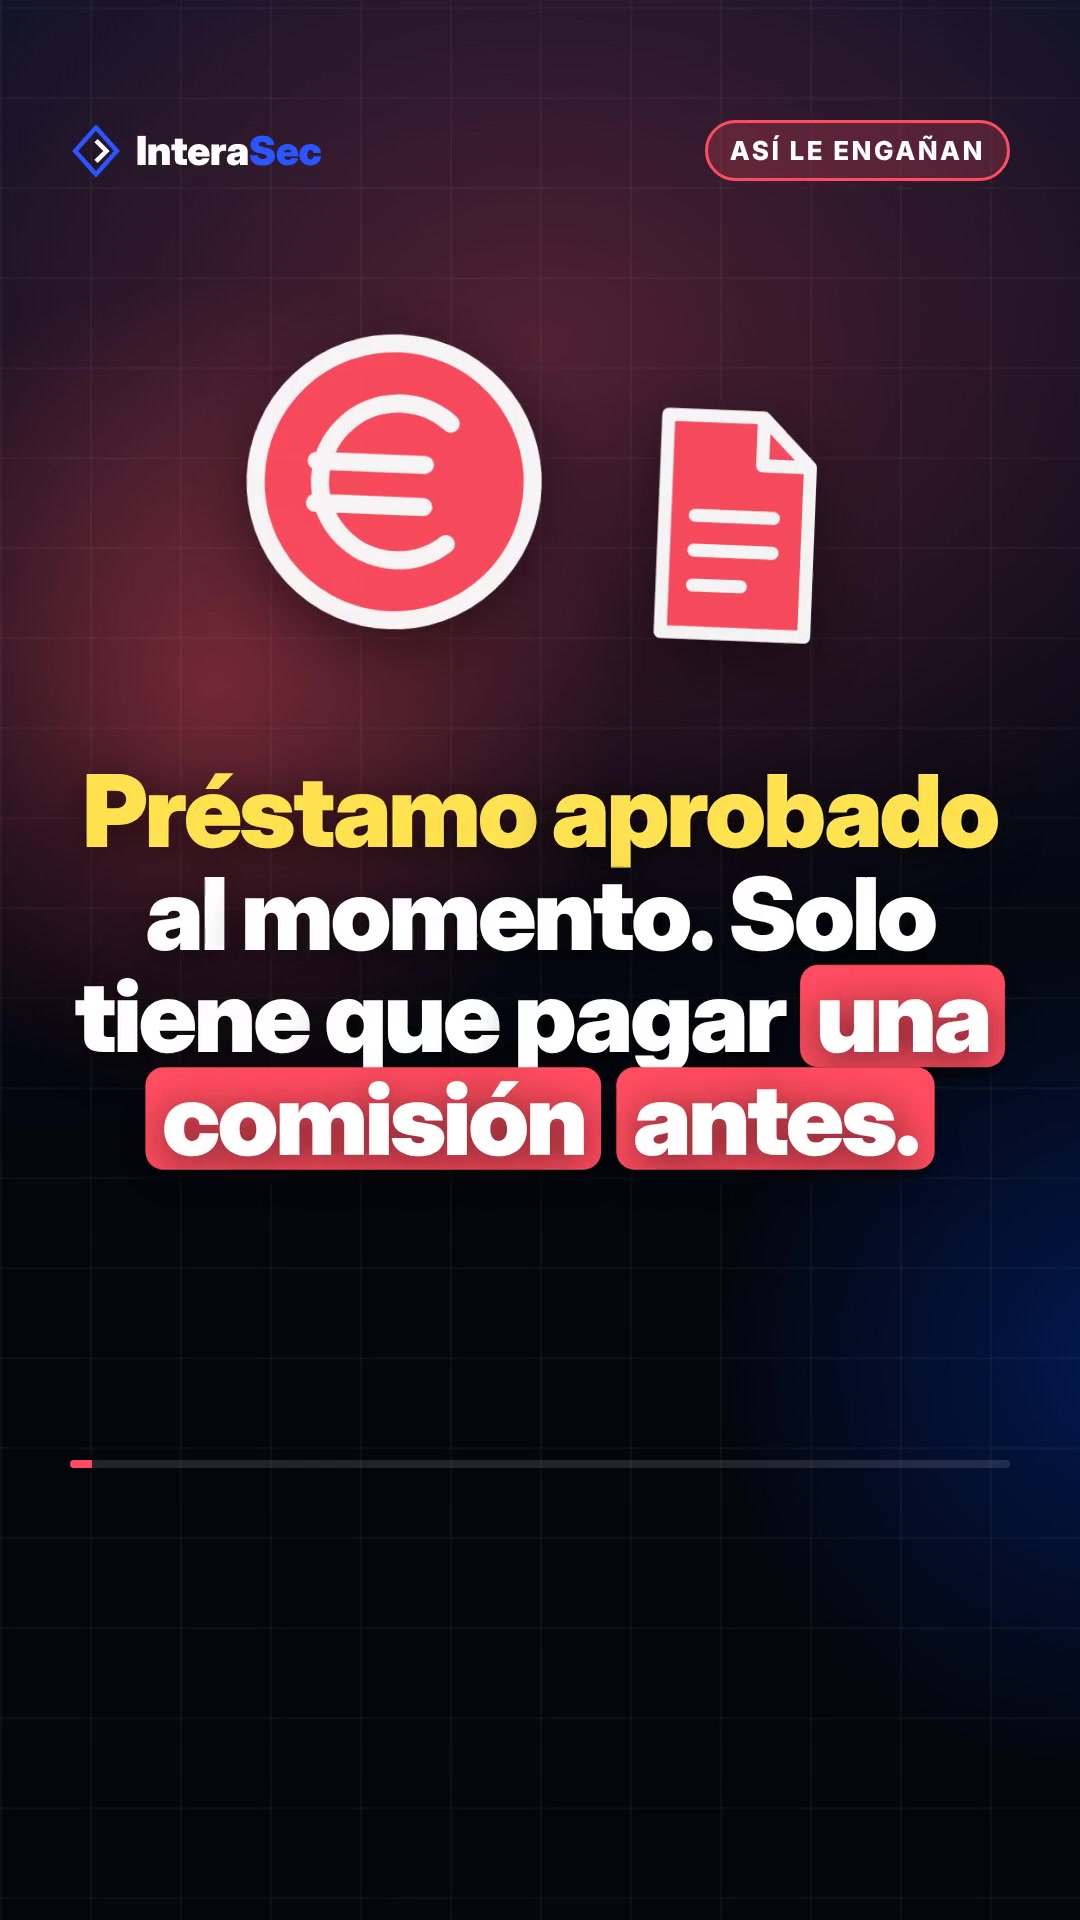 InteraSec
ASÍ LE ENGAÑAN
Préstamo aprobado
al momento. Solo
tiene que pagar una
comisión antes.